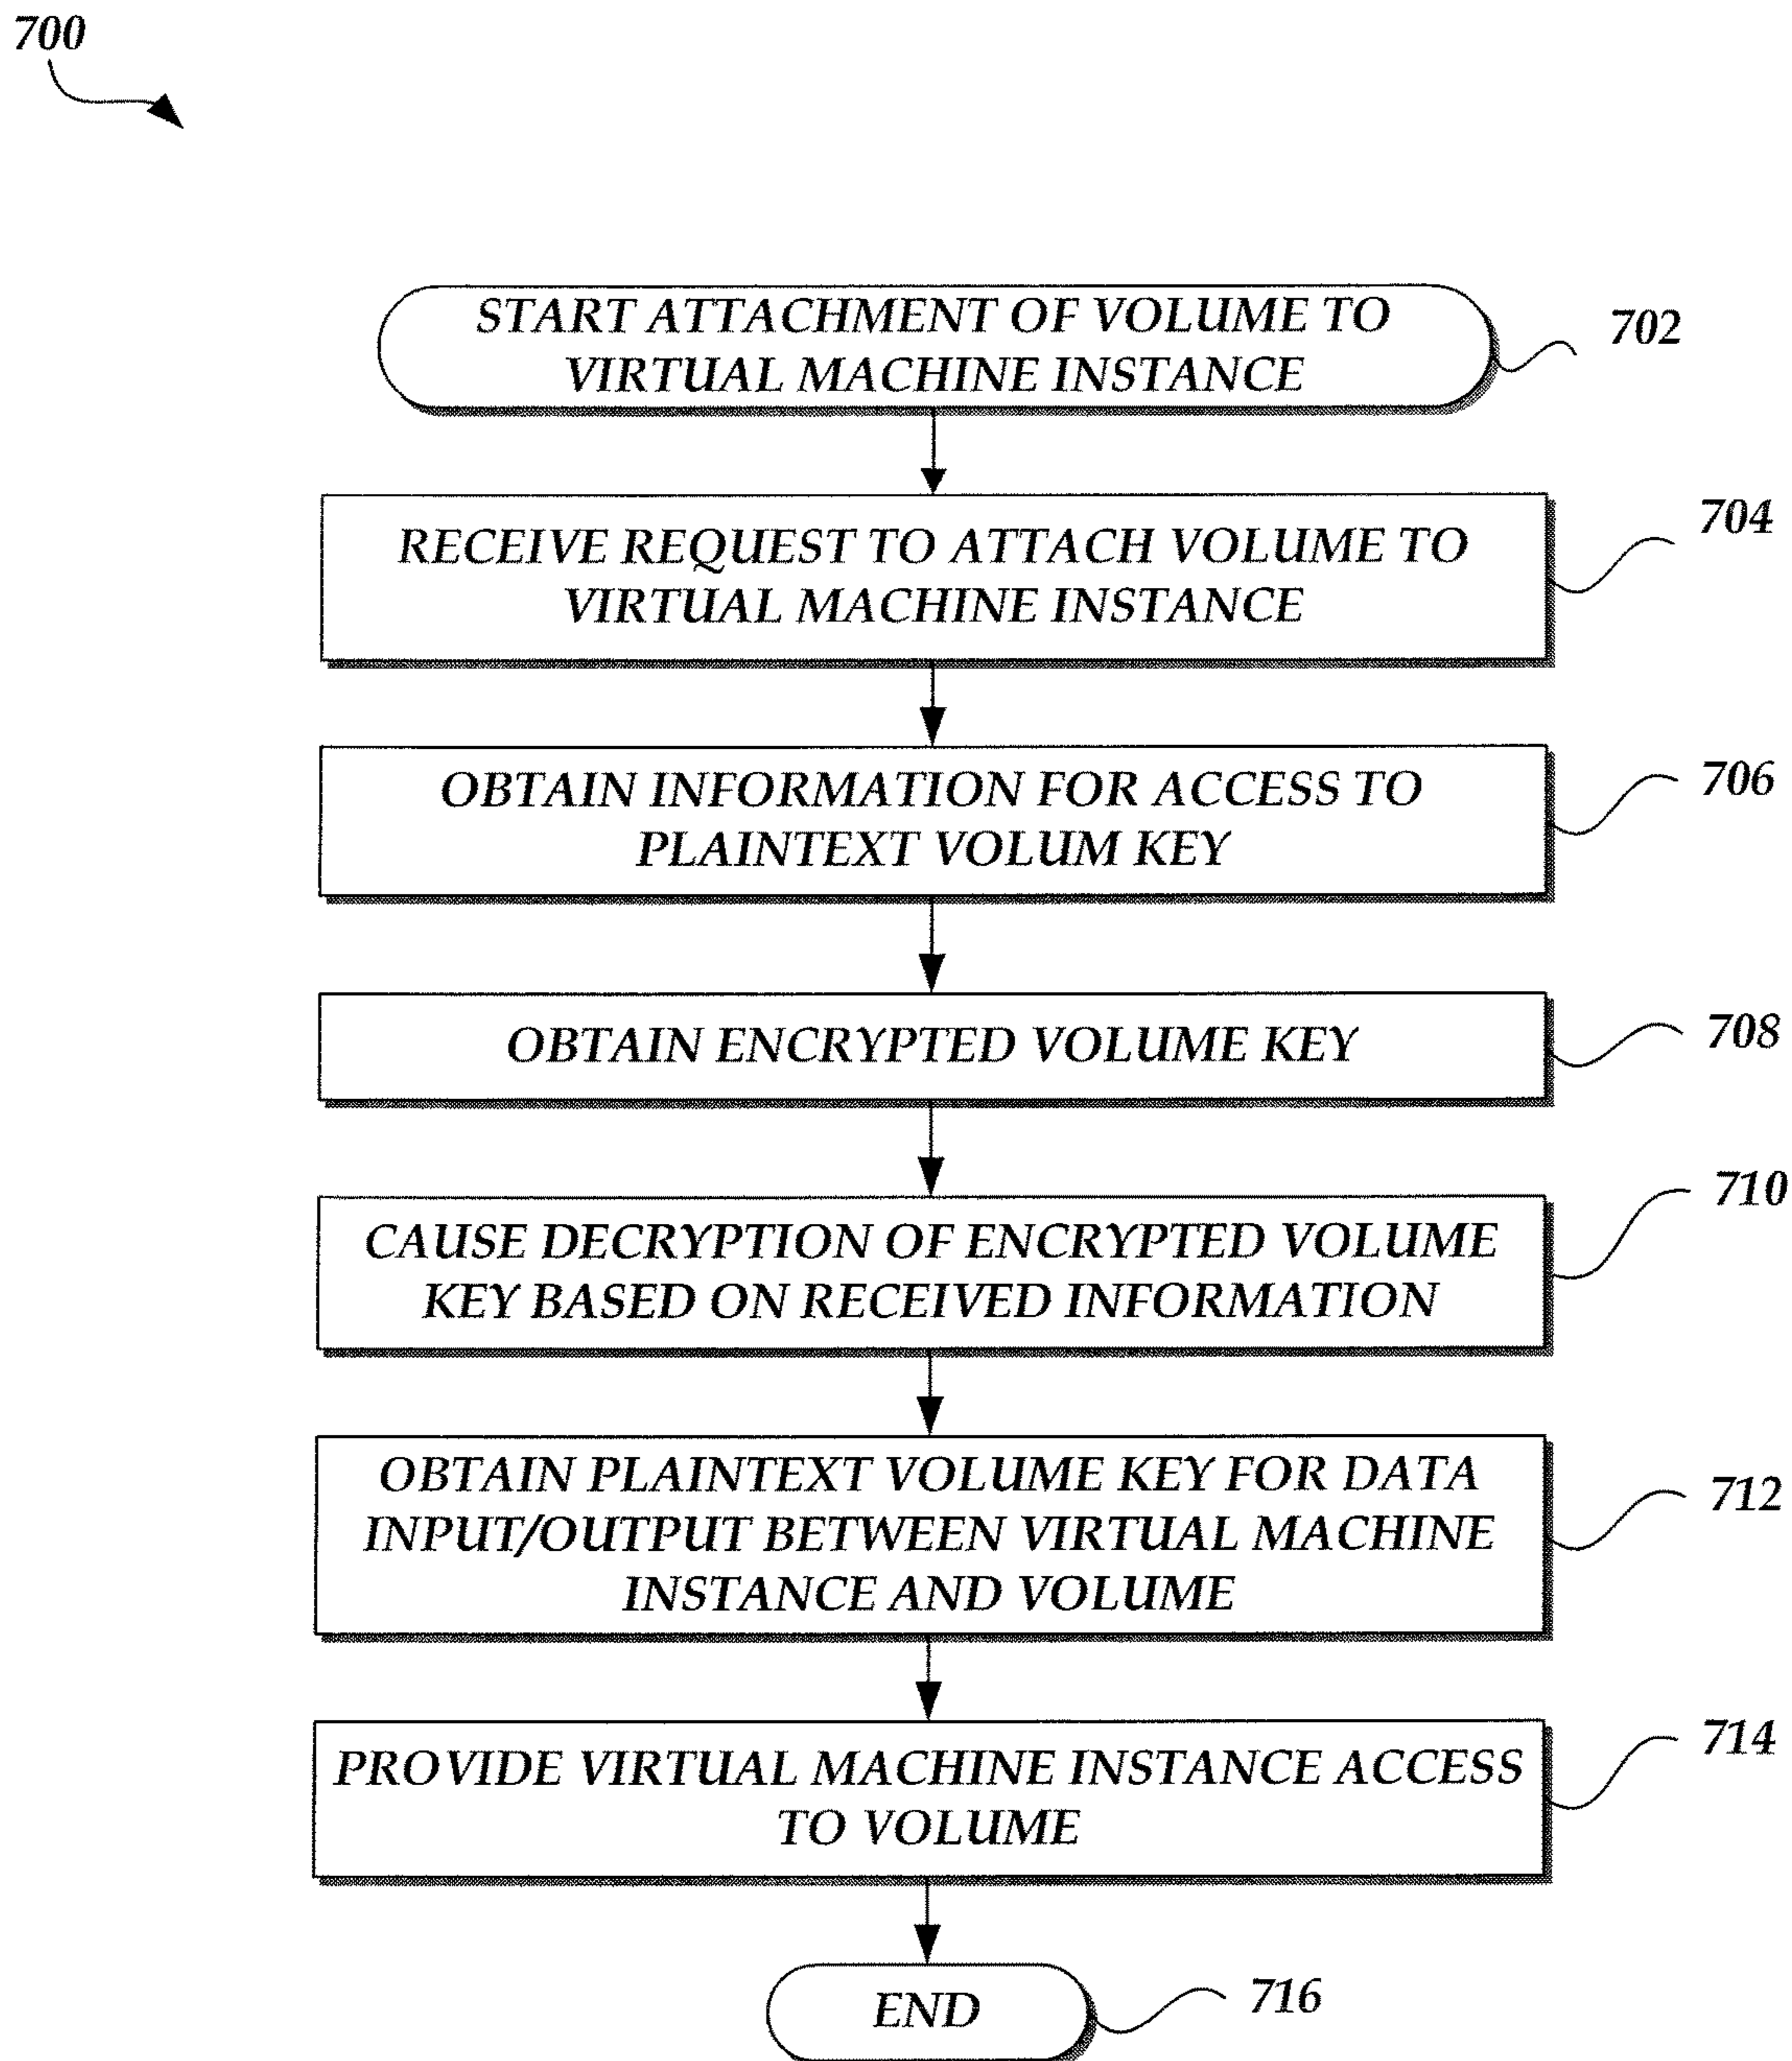 700
START ATTACHMENT OF VOLUME TO
VIRTUAL MACHINE INSTANCE
702
RECEIVE REQUEST TO ATTACH VOLUME TO
VIRTUAL MACHINE INSTANCE
704
OBTAIN INFORMATION FOR ACCESS TO
PLAINTEXT VOLUM KEY
706
OBTAIN ENCRYPTED VOLUME KEY
708
CAUSE DECRYPTION OF ENCRYPTED VOLUME
KEY BASED ON RECEIVED INFORMATION
710
OBTAIN PLAINTEXT VOLUME KEY FOR DATA
INPUT/OUTPUT BETWEEN VIRTUAL MACHINE
INSTANCE AND VOLUME
712
PROVIDE VIRTUAL MACHINE INSTANCE ACCESS
TO VOLUME
714
END
716